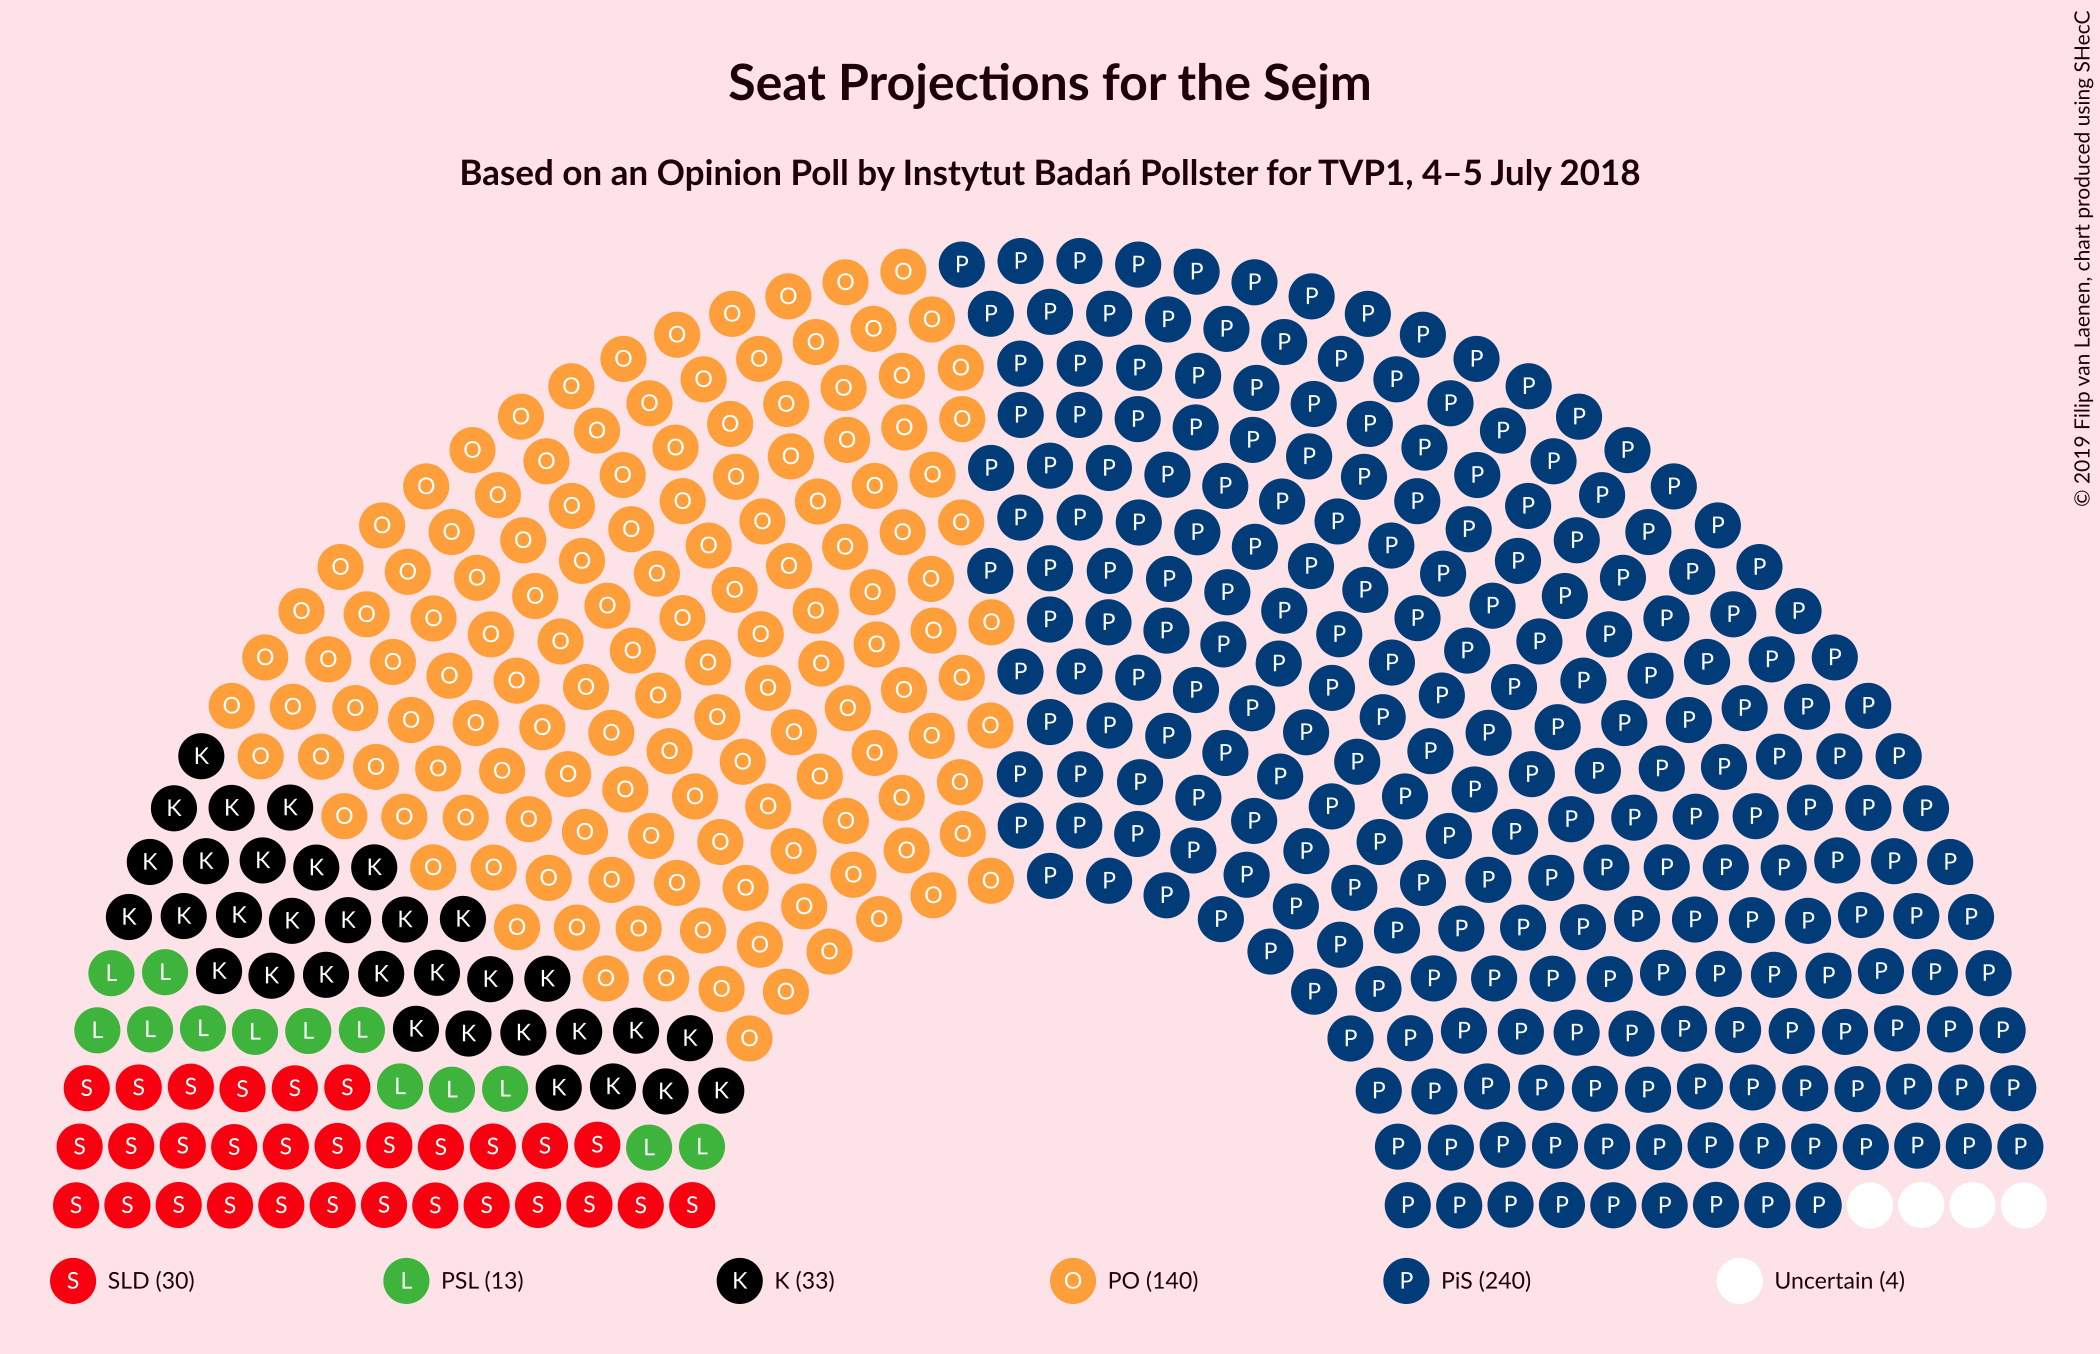 Seat Projections for the Sejm
Based on an Opinion Poll by Instytut Badań Pollster for TVP1, 4–5 July 2018
© 2019 Filip van Laenen, chart produced using SHecC
S SLD (30)
L PSL (13)
K K (33)
O PO (140)
P PiS (240)
Uncertain (4)